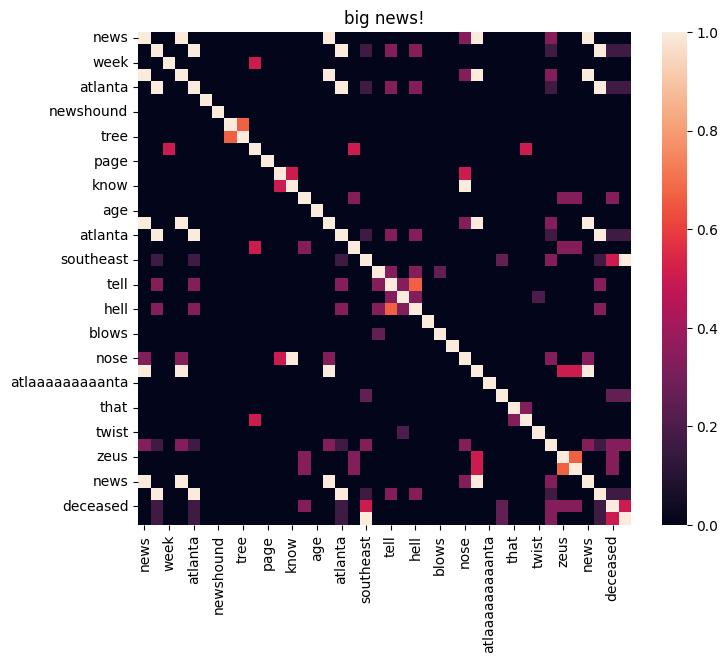 big news!
news
week
atlanta
newshound
tree
page
know
age
atlanta
southeast
tell
hell
blows
nose
atlaaaaaaaaanta
that
twist
zeus
news
deceased
news
week
atlanta
newshound
tree
page
know
age
atlanta
southeast
tell
hell
blows
nose
atlaaaaaaaaanta
that
twist
zeus
news
deceased
1.0
0.8
0.6
0.4
0.2
0.0